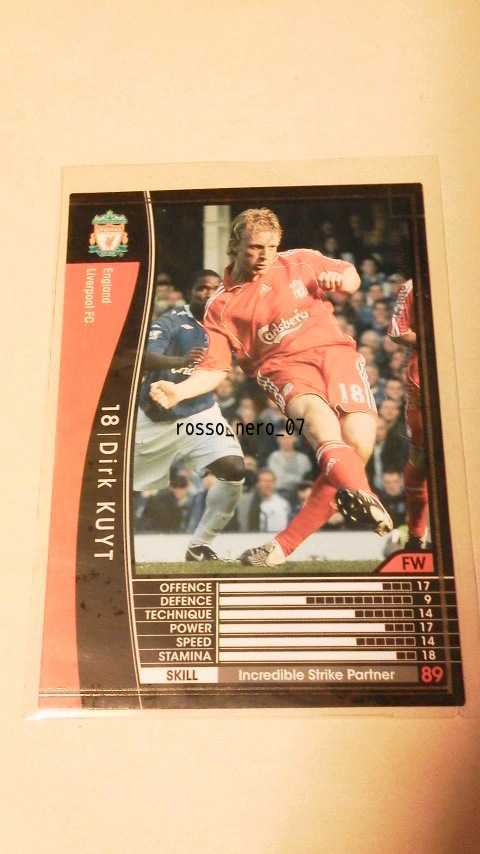 England
Liverpool FC
18 | Dirk KUYT
Carlsberg
18
rosso_nero_07
FW
OFFENCE 17
DEFENCE 9
TECHNIQUE 14
POWER 17
SPEED 14
STAMINA 18
SKILL Incredible Strike Partner 89